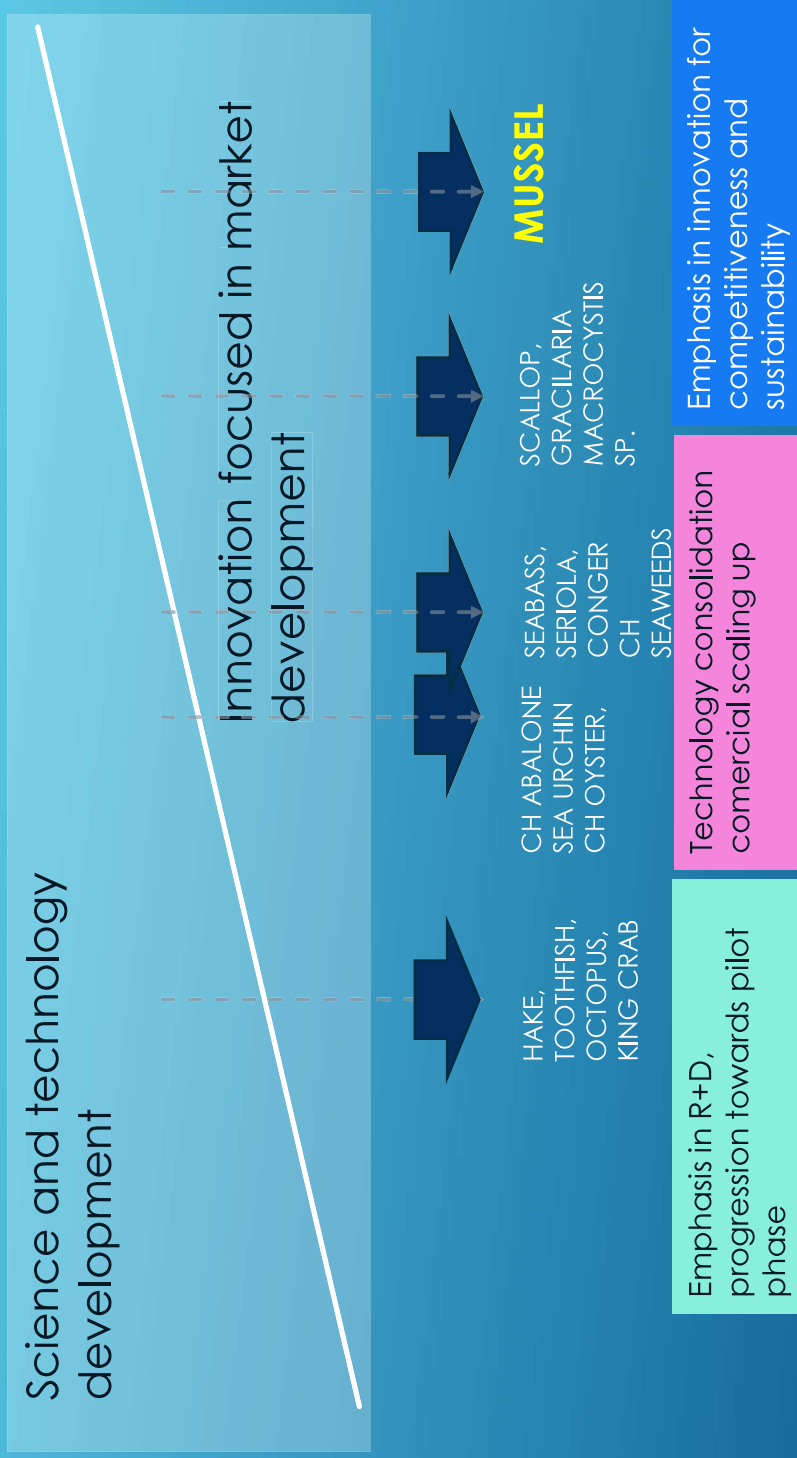 Science and technology
development
Innovation focused in market
development
HAKE,
TOOTHFISH,
OCTOPUS,
KING CRAB
CH ABALONE
SEA URCHIN
CH OYSTER,
SEABASS,
SERIOLA,
CONGER
CH
SEAWEEDS
SCALLOP,
GRACILARIA
MACROCYSTIS
SP.
MUSSEL
Emphasis in R+D,
progression towards pilot
phase
Technology consolidation
comercial scaling up
Emphasis in innovation for
competitiveness and
sustainability